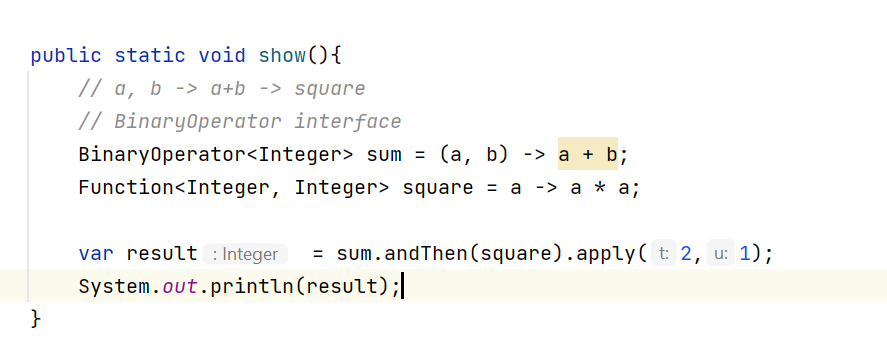 public static void show(){
// a, b -> a+b -> square
// BinaryOperator interface
BinaryOperator<Integer> sum = (a, b) -> a + b;
Function<Integer, Integer> square = a -> a * a;
var result : Integer = sum.andThen(square).apply( t: 2, u: 1);
System.out.println(result);
}